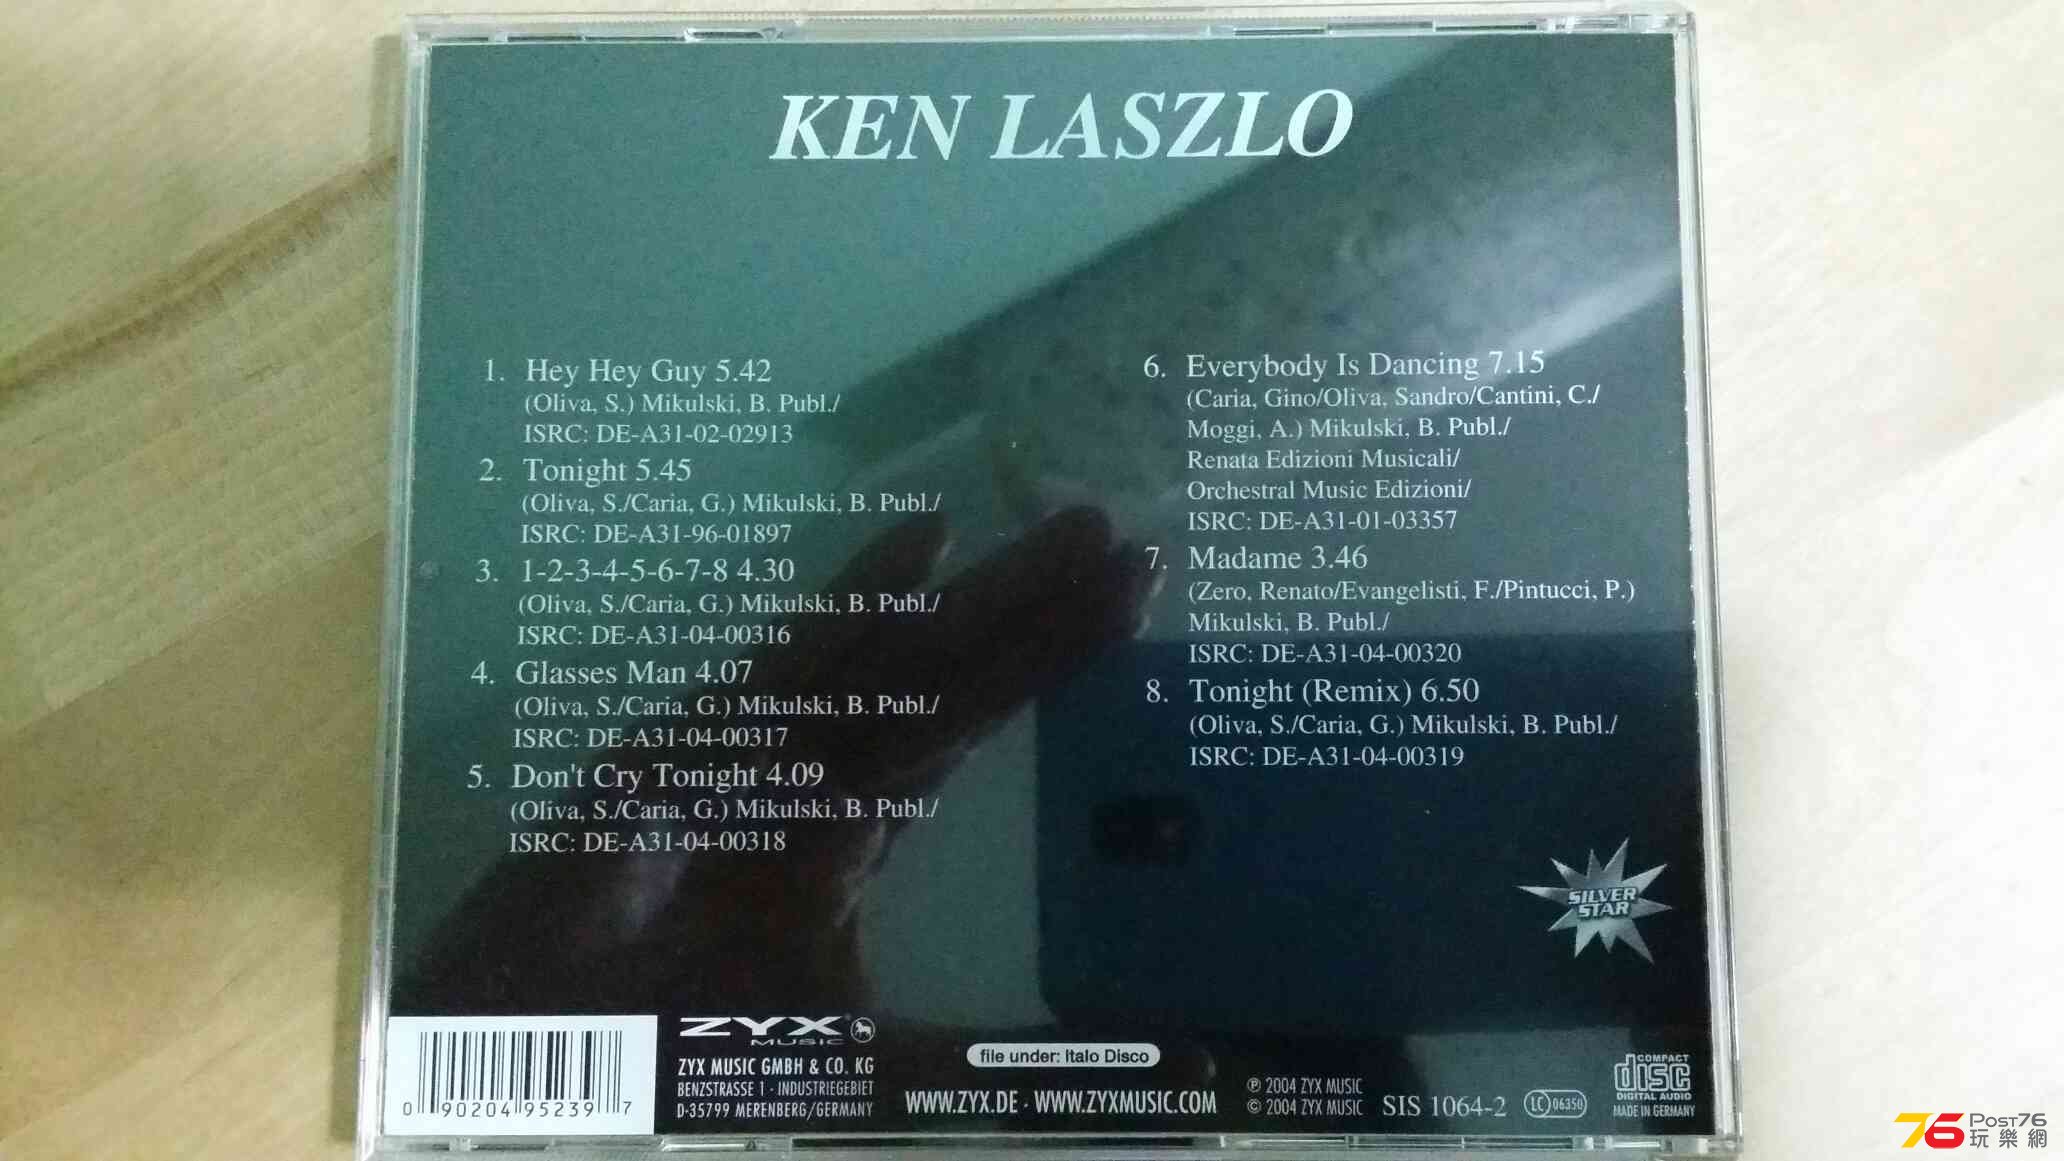 KEN LASZLO
1. Hey Hey Guy 5.42
(Oliva, S.) Mikulski, B. Publ./
ISRC: DE-A31-02-02913
2. Tonight 5.45
(Oliva, S./Caria, G.) Mikulski, B. Publ./
ISRC: DE-A31-96-01897
3. 1-2-3-4-5-6-7-8 4.30
(Oliva, S./Caria, G.) Mikulski, B. Publ./
ISRC: DE-A31-04-00316
4. Glasses Man 4.07
(Oliva, S./Caria, G.) Mikulski, B. Publ./
ISRC: DE-A31-04-00317
5. Don't Cry Tonight 4.09
(Oliva, S./Caria, G.) Mikulski, B. Publ./
ISRC: DE-A31-04-00318
6. Everybody Is Dancing 7.15
(Caria, Gino/Oliva, Sandro/Cantini, C./
Moggi, A.) Mikulski, B. Publ./
Renata Edizioni Musicali/
Orchestral Music Edizioni/
ISRC: DE-A31-01-03357
7. Madame 3.46
(Zero, Renato/Evangelisti, F./Pintucci, P.)
Mikulski, B. Publ./
ISRC: DE-A31-04-00320
8. Tonight (Remix) 6.50
(Oliva, S./Caria, G.) Mikulski, B. Publ./
ISRC: DE-A31-04-00319
SILVER
STAR
0 90204 95239 7
ZYX
MUSIC
ZYX MUSIC GMBH & CO. KG
BENZSTRASSE 1 · INDUSTRIEGEBIET
D-35799 MERENBERG/GERMANY
file under: Italo Disco
WWW.ZYX.DE · WWW.ZYXMUSIC.COM
℗ 2004 ZYX MUSIC
© 2004 ZYX MUSIC
SIS 1064-2
LC 06350
COMPACT
disc
DIGITAL AUDIO
MADE IN GERMANY
76 Post76
玩樂網